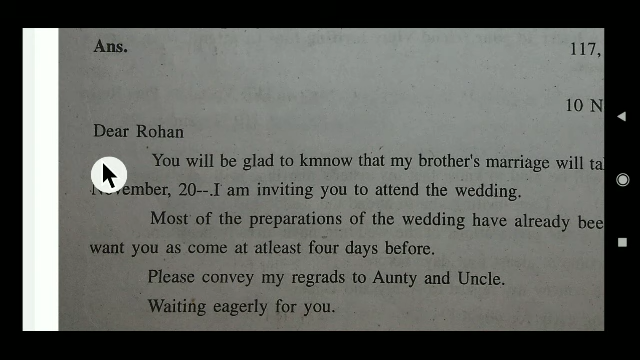 Ans.
117,
10 N
Dear Rohan
You will be glad to kmnow that my brother's marriage will ta
November, 20--.I am inviting you to attend the wedding.
Most of the preparations of the wedding have already bee
want you as come at atleast four days before.
Please convey my regrads to Aunty and Uncle.
Waiting eagerly for you.